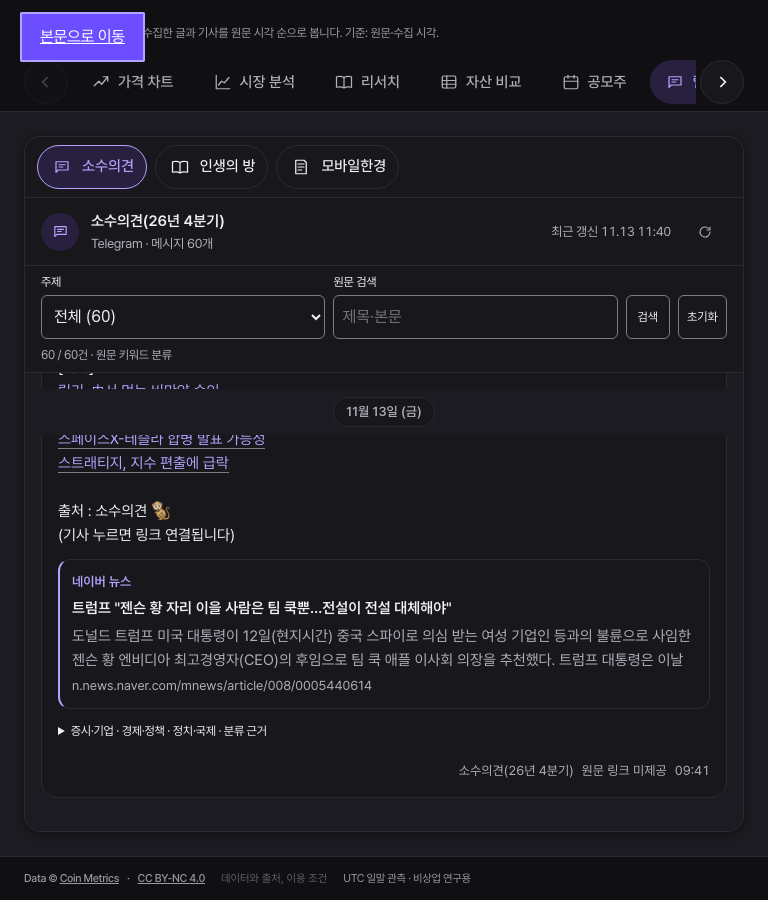 본문으로 이동
수집한 글과 기사를 원문 시각 순으로 봅니다. 기준: 원문·수집 시각.
가격 차트
시장 분석
리서치
자산 비교
공모주
소수의견
인생의 방
모바일한경
소수의견(26년 4분기)
Telegram · 메시지 60개
최근 갱신 11.13 11:40
주제
원문 검색
전체 (60)
제목·본문
검색
초기화
60 / 60건 · 원문 키워드 분류
11월 13일 (금)
스페이스X-테슬라 합병 발표 가능성
스트래티지, 지수 편출에 급락
출처 : 소수의견 🐒
(기사 누르면 링크 연결됩니다)
네이버 뉴스
트럼프 "젠슨 황 자리 이을 사람은 팀 쿡뿐…전설이 전설 대체해야"
도널드 트럼프 미국 대통령이 12일(현지시간) 중국 스파이로 의심 받는 여성 기업인 등과의 불륜으로 사임한
젠슨 황 엔비디아 최고경영자(CEO)의 후임으로 팀 쿡 애플 이사회 의장을 추천했다. 트럼프 대통령은 이날
n.news.naver.com/mnews/article/008/0005440614
▶ 증시·기업 · 경제·정책 · 정치·국제 · 분류 근거
소수의견(26년 4분기) 원문 링크 미제공 09:41
Data © Coin Metrics · CC BY-NC 4.0 데이터와 출처, 이용 조건 UTC 일말 관측 · 비상업 연구용